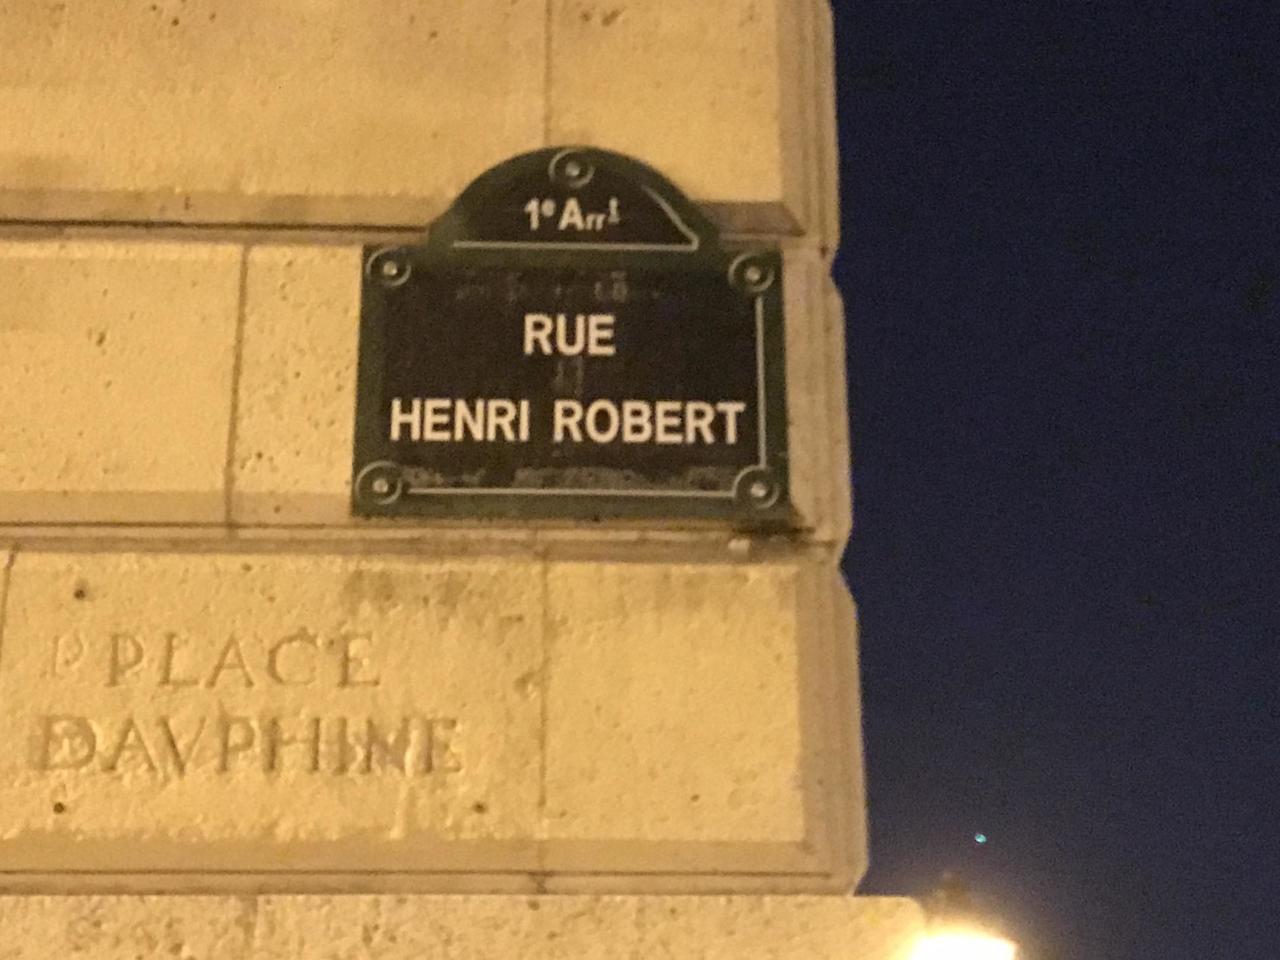 1e Arrt
RUE
HENRI ROBERT
P PLACE
DAVPHINE